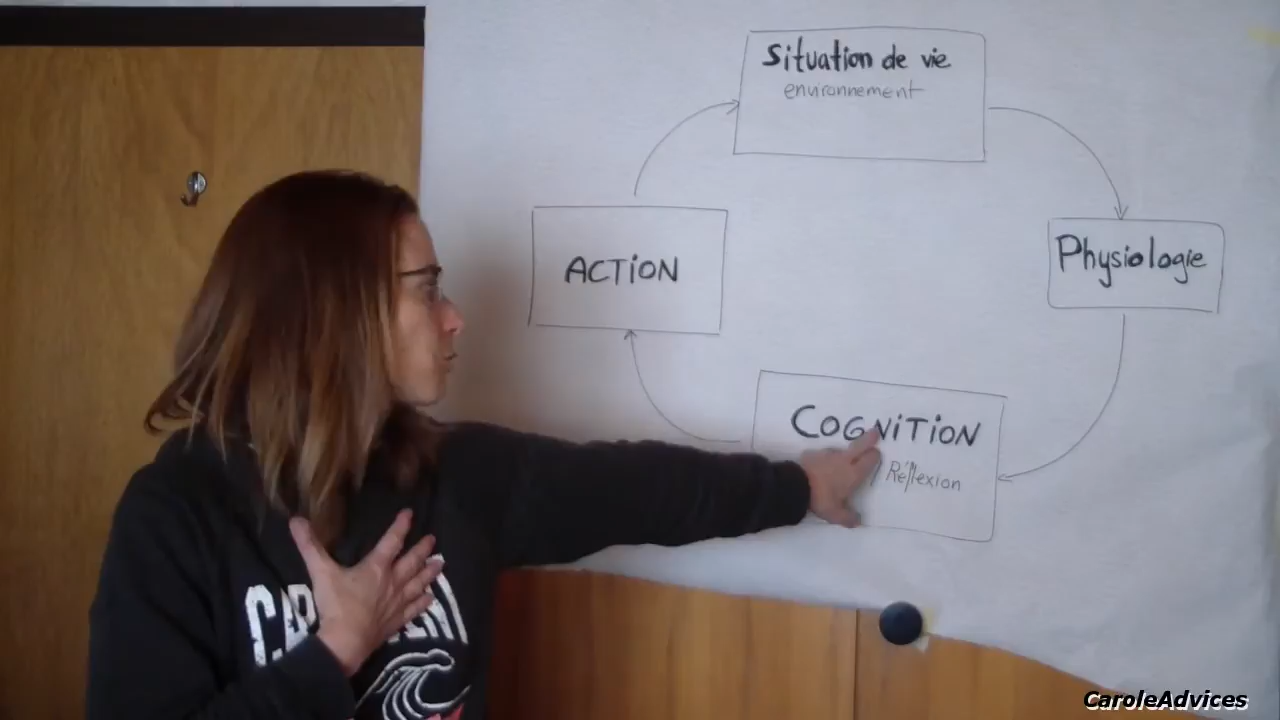 Situation de vie
environnement
Physiologie
ACTiON
COGNiTiON
/ Réflexion
CaroleAdvices